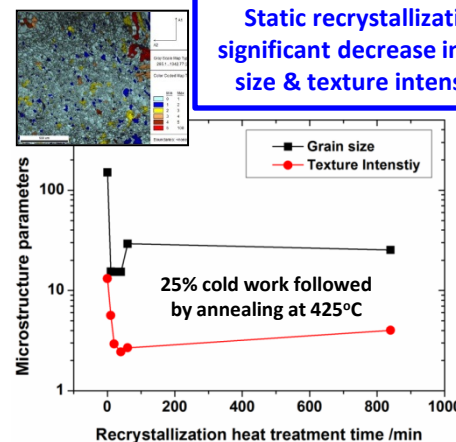 Static recrystallizati
significant decrease in
size & texture intens
Grain size
Texture Intenstiy
100
10
1
Microstructure parameters
25% cold work followed
by annealing at 425°C
0 200 400 600 800 1000
Recrystallization heat treatment time /min